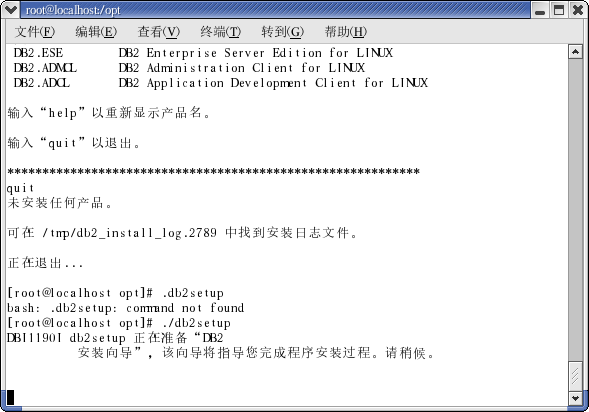 root@localhost:/opt
文件(F) 编辑(E) 查看(V) 终端(T) 转到(G) 帮助(H)
DB2.ESE DB2 Enterprise Server Edition for LINUX
DB2.ADMCL DB2 Administration Client for LINUX
DB2.ADCL DB2 Application Development Client for LINUX
输入“help”以重新显示产品名。
输入“quit”以退出。
***********************************************************
quit
未安装任何产品。
可在 /tmp/db2_install_log.2789 中找到安装日志文件。
正在退出...
[root@localhost opt]# .db2setup
bash: .db2setup: command not found
[root@localhost opt]# ./db2setup
DBI1190I db2setup 正在准备“DB2
安装向导”，该向导将指导您完成程序安装过程。请稍候。